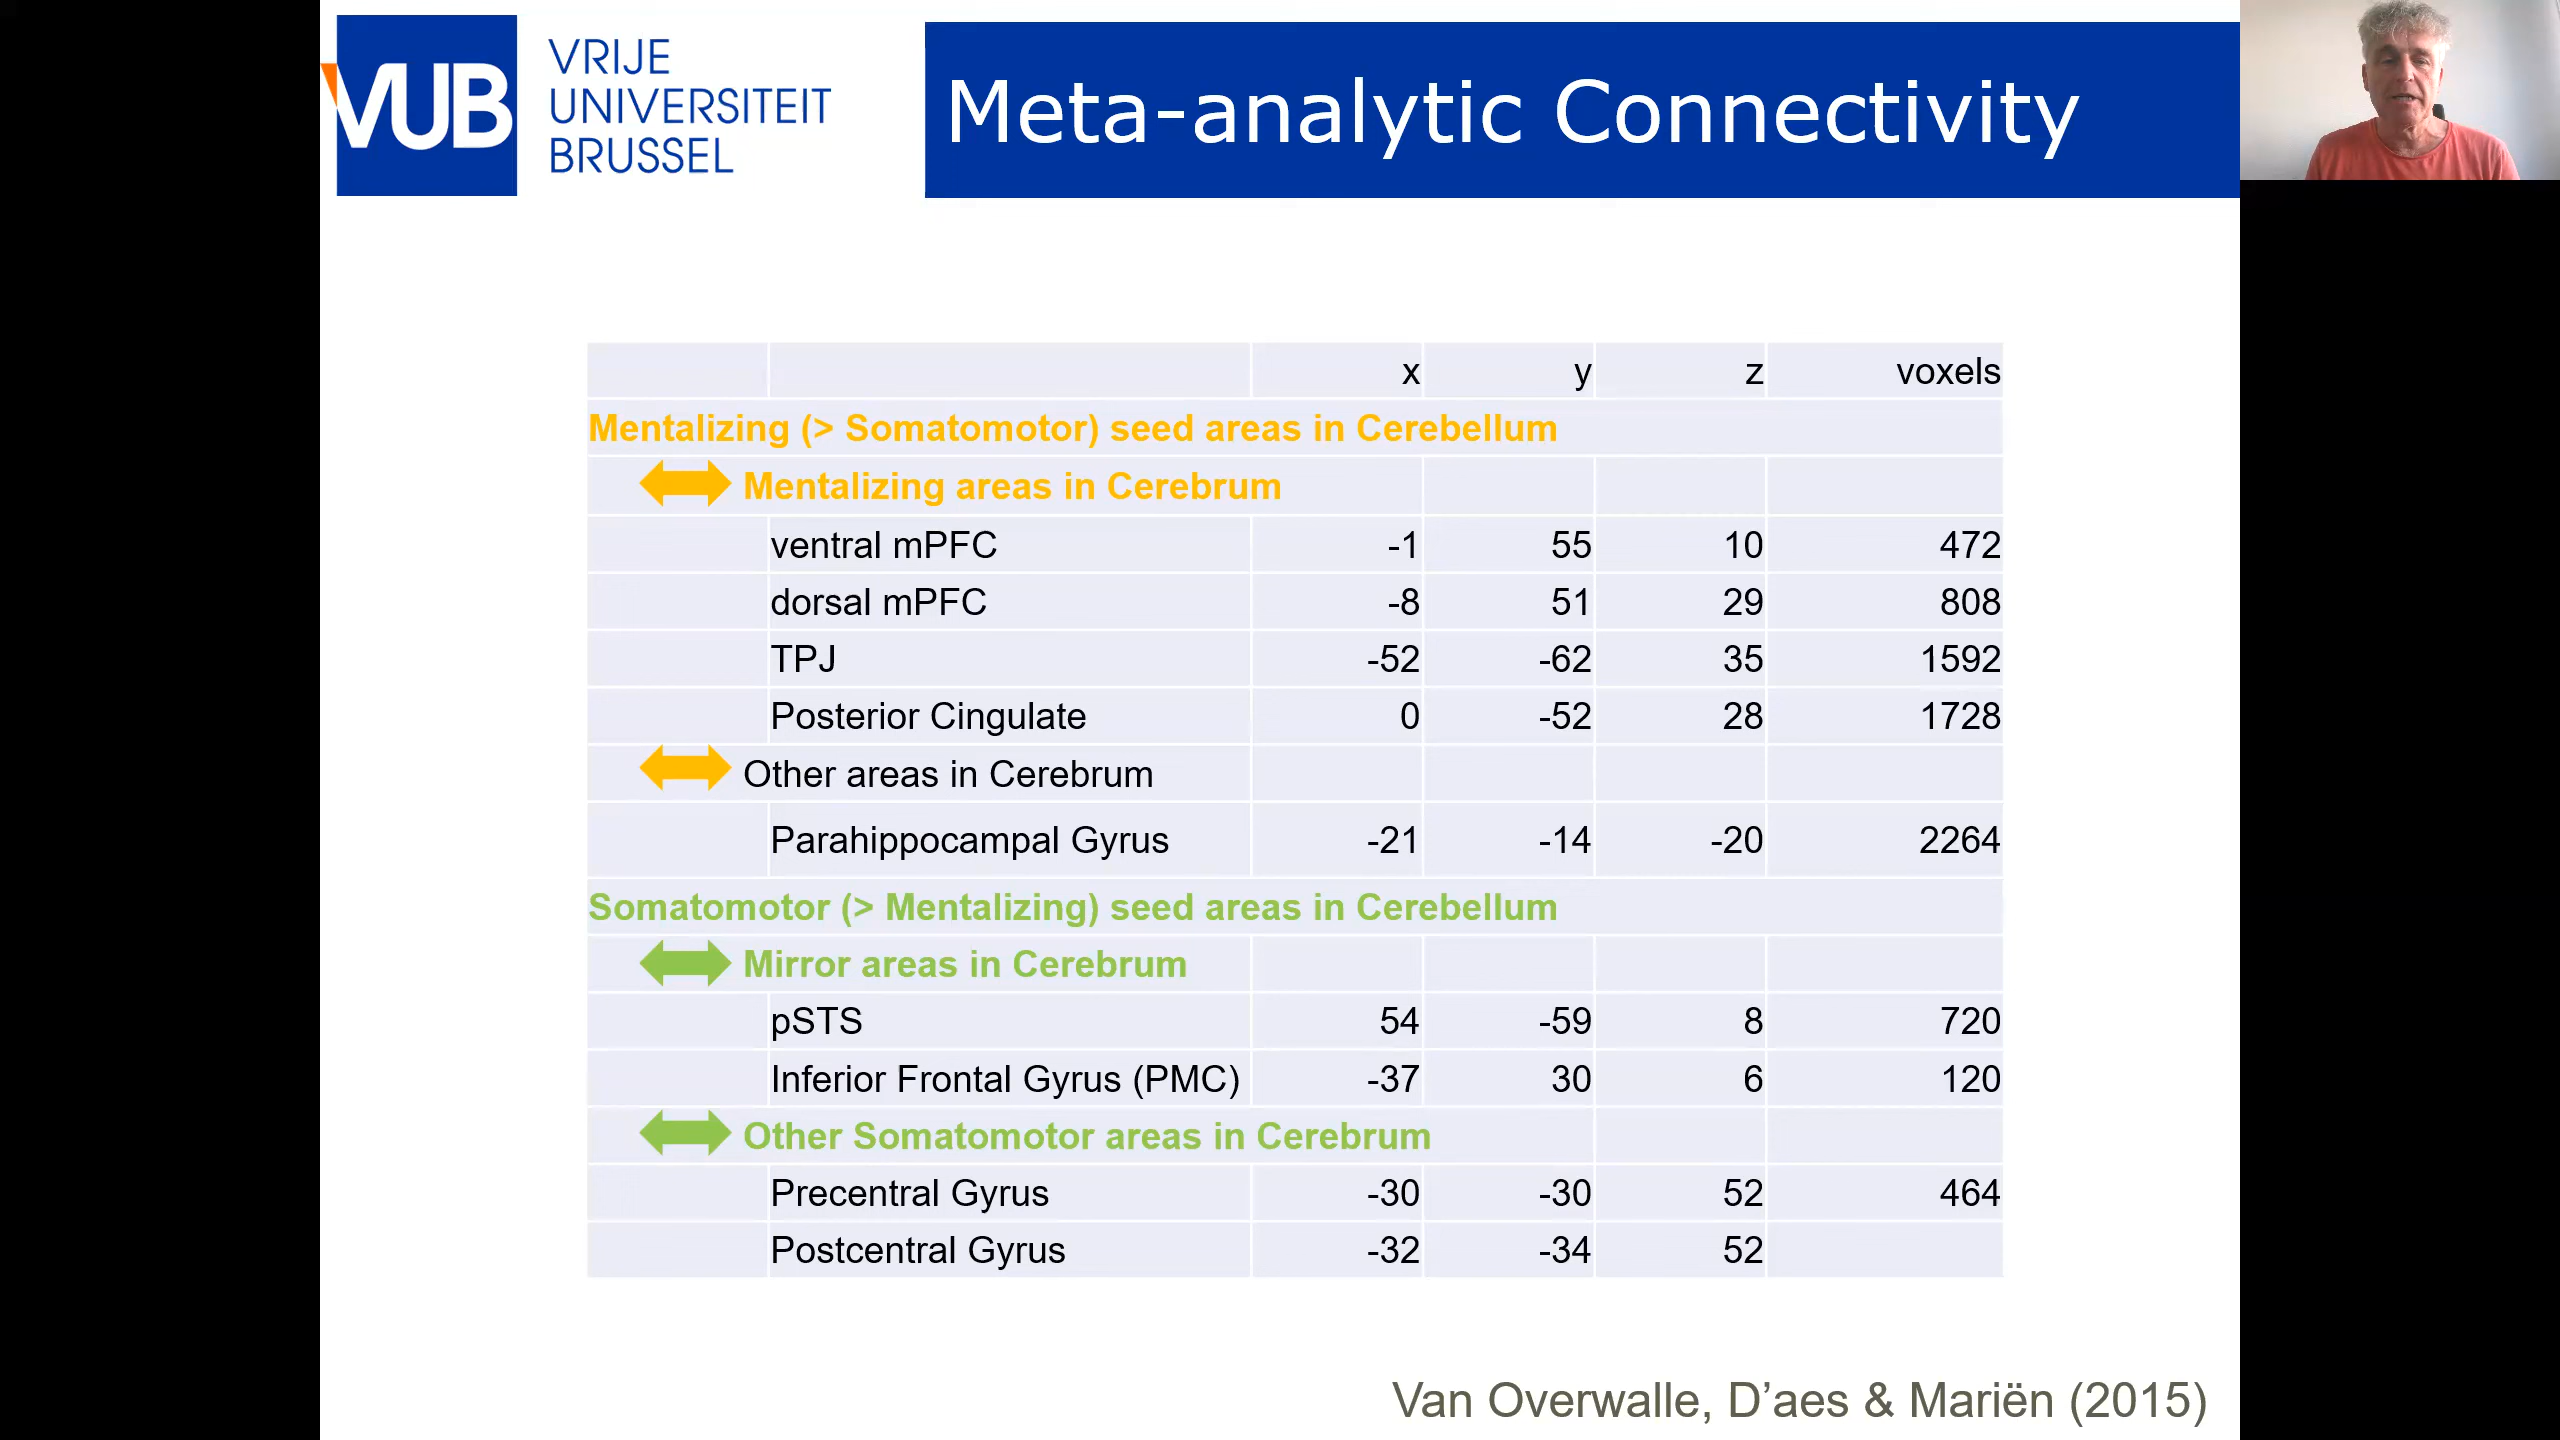 VUB
VRIJE
UNIVERSITEIT
BRUSSEL
Meta-analytic Connectivity
x y z voxels
Mentalizing (> Somatomotor) seed areas in Cerebellum
Mentalizing areas in Cerebrum
ventral mPFC -1 55 10 472
dorsal mPFC -8 51 29 808
TPJ -52 -62 35 1592
Posterior Cingulate 0 -52 28 1728
Other areas in Cerebrum
Parahippocampal Gyrus -21 -14 -20 2264
Somatomotor (> Mentalizing) seed areas in Cerebellum
Mirror areas in Cerebrum
pSTS 54 -59 8 720
Inferior Frontal Gyrus (PMC) -37 30 6 120
Other Somatomotor areas in Cerebrum
Precentral Gyrus -30 -30 52 464
Postcentral Gyrus -32 -34 52
Van Overwalle, D’aes & Mariën (2015)